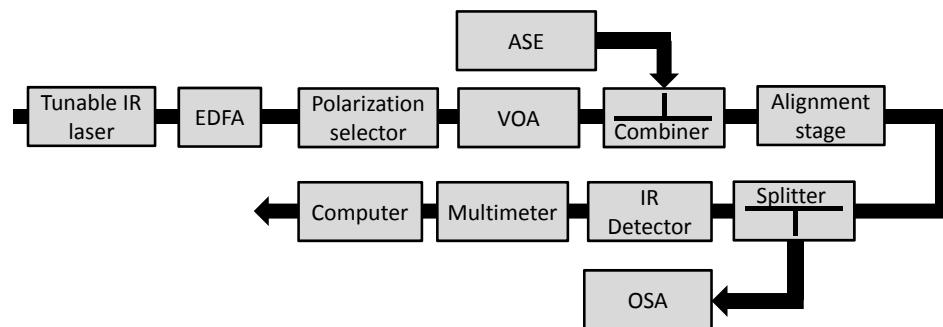 ASE
Tunable IR
laser
EDFA
Polarization
selector
VOA
Combiner
Alignment
stage
Computer
Multimeter
IR
Detector
Splitter
OSA